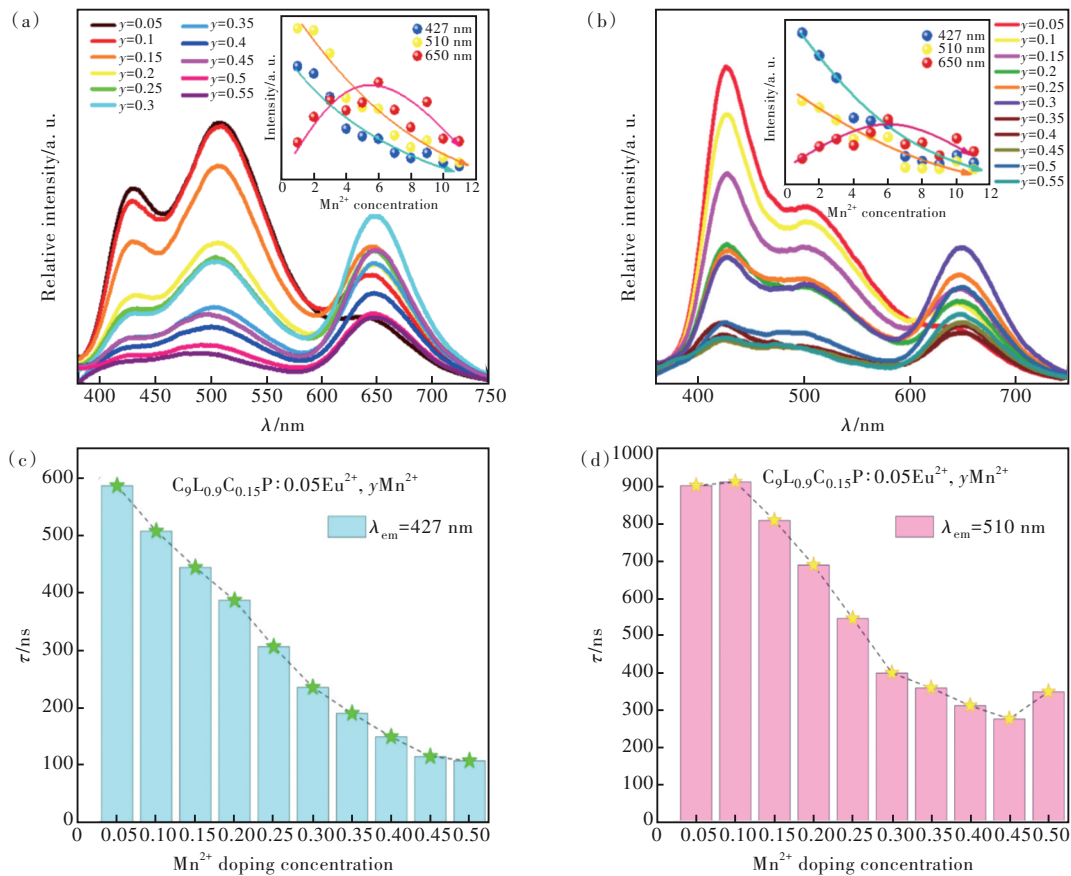 (a)
y=0.05
y=0.1
y=0.15
y=0.2
y=0.25
y=0.3
y=0.35
y=0.4
y=0.45
y=0.5
y=0.55
Intensity/a. u.
427 nm
510 nm
650 nm
0 2 4 6 8 10 12
Mn²⁺ concentration
Relative intensity/a. u.
400 450 500 550 600 650 700 750
λ/nm
(b)
Intensity/a. u.
427 nm
510 nm
650 nm
0 2 4 6 8 10 12
Mn²⁺ concentration
y=0.05
y=0.1
y=0.15
y=0.2
y=0.25
y=0.3
y=0.35
y=0.4
y=0.45
y=0.5
y=0.55
Relative intensity/a. u.
400 500 600 700
λ/nm
(c)
C₉L₀.₉C₀.₁₅P:0.05Eu²⁺, yMn²⁺
λem=427 nm
τ/ns
600
500
400
300
200
100
0
0 0.05 0.10 0.15 0.20 0.25 0.30 0.35 0.40 0.45 0.50
Mn²⁺ doping concentration
(d)
C₉L₀.₉C₀.₁₅P:0.05Eu²⁺, yMn²⁺
λem=510 nm
τ/ns
1000
900
800
700
600
500
400
300
200
100
0
0 0.05 0.10 0.15 0.20 0.25 0.30 0.35 0.40 0.45 0.50
Mn²⁺ doping concentration